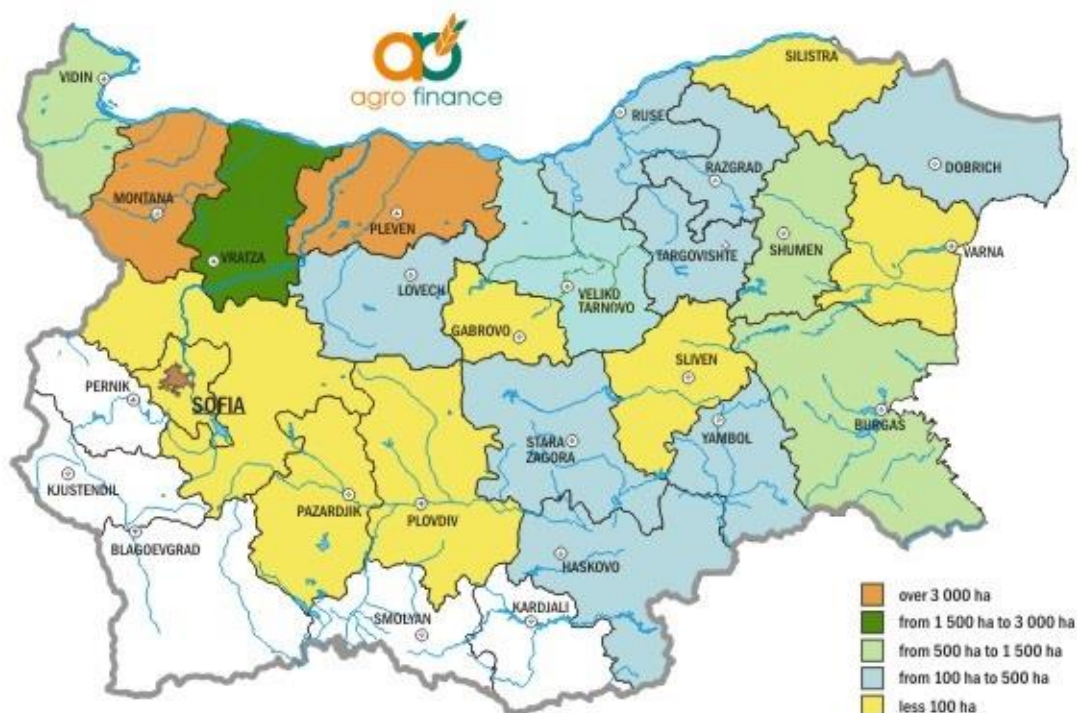 agro finance
VIDIN
SILISTRA
RUSE
DOBRICH
RAZGRAD
MONTANA
PLEVEN
TARGOVISHTE
SHUMEN
VARNA
VRATZA
LOVECH
VELIKO
TARNOVO
GABROVO
SLIVEN
PERNIK
SOFIA
BURGAS
YAMBOL
STARA
ZAGORA
KJUSTENDIL
PAZARDJIK
PLOVDIV
BLAGOEVGRAD
HASKOVO
KARDJALI
SMOLYAN
over 3 000 ha
from 1 500 ha to 3 000 ha
from 500 ha to 1 500 ha
from 100 ha to 500 ha
less 100 ha